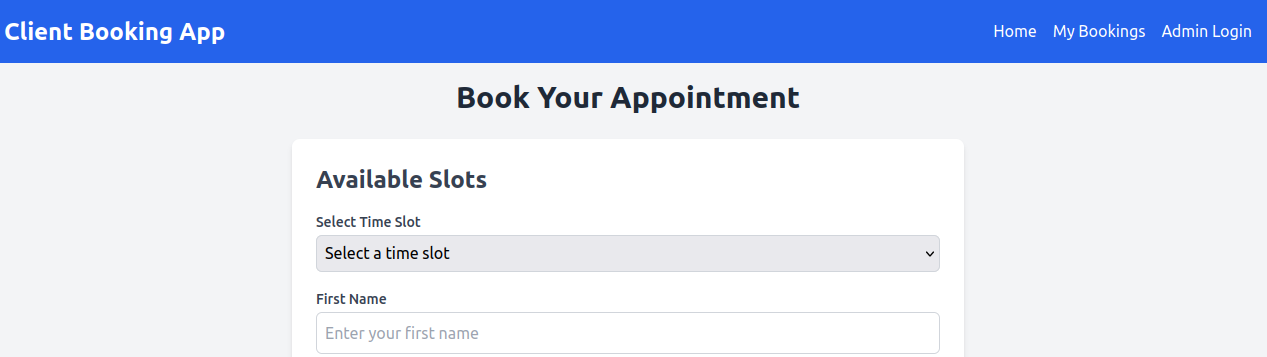 Client Booking App Home My Bookings Admin Login
Book Your Appointment
Available Slots
Select Time Slot
Select a time slot
First Name
Enter your first name